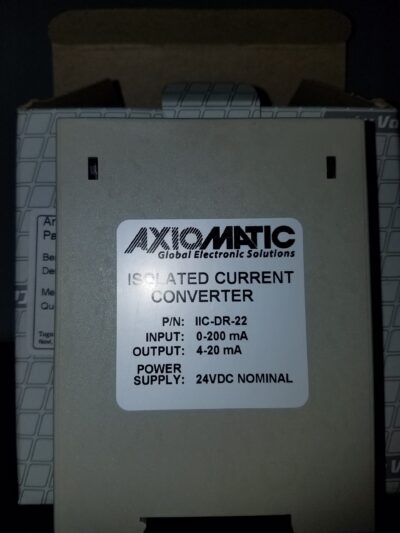 AXIOMATIC
Global Electronic Solutions
ISOLATED CURRENT
CONVERTER
P/N: IIC-DR-22
INPUT: 0-200 mA
OUTPUT: 4-20 mA
POWER
SUPPLY: 24VDC NOMINAL